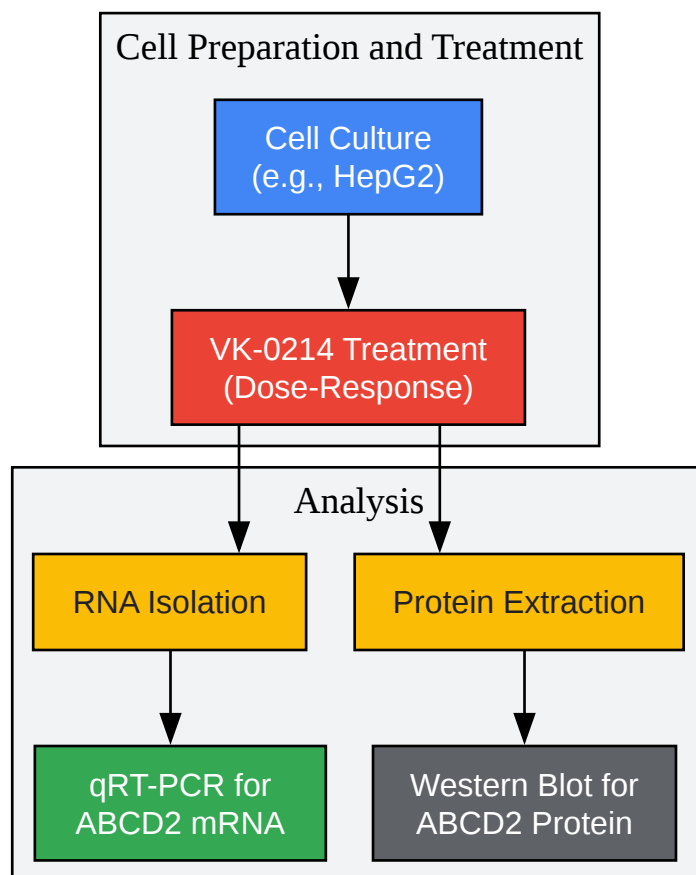 Cell Preparation and Treatment
Cell Culture
(e.g., HepG2)
VK-0214 Treatment
(Dose-Response)
Analysis
RNA Isolation
Protein Extraction
qRT-PCR for
ABCD2 mRNA
Western Blot for
ABCD2 Protein